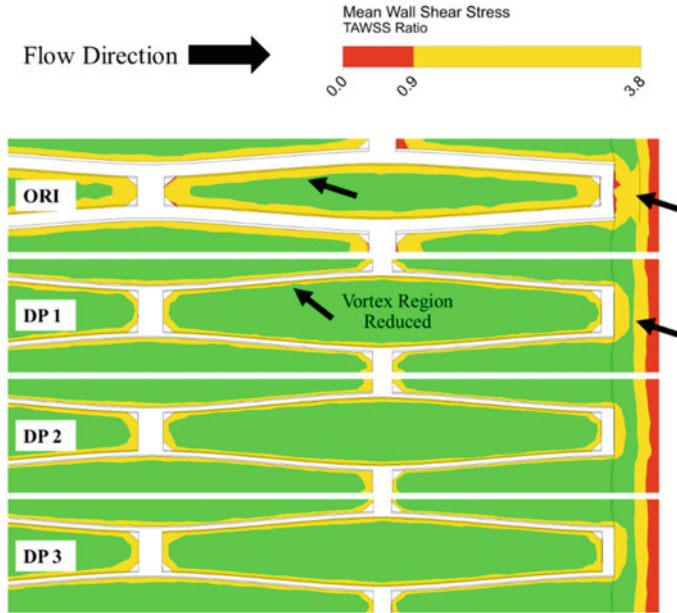 Mean Wall Shear Stress
TAWSS Ratio
Flow Direction
0.0
0.9
3.8
ORI
DP 1
Vortex Region
Reduced
DP 2
DP 3